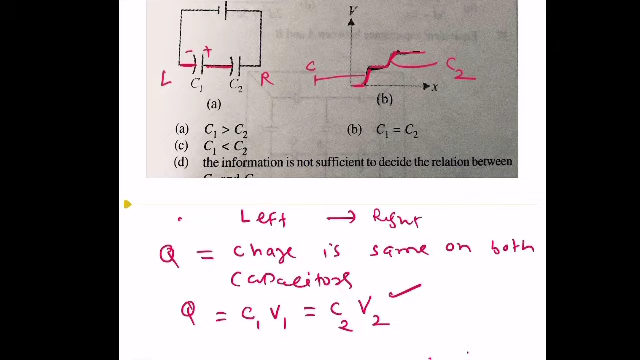 V
L - + R C C₂
C₁ C₂ x
(a) (b)
(a) C₁ > C₂ (b) C₁ = C₂
(c) C₁ < C₂
(d) the information is not sufficient to decide the relation between
Left → Right
Q = Charge is same on both
Capacitors
Q = C₁ V₁ = C₂ V₂